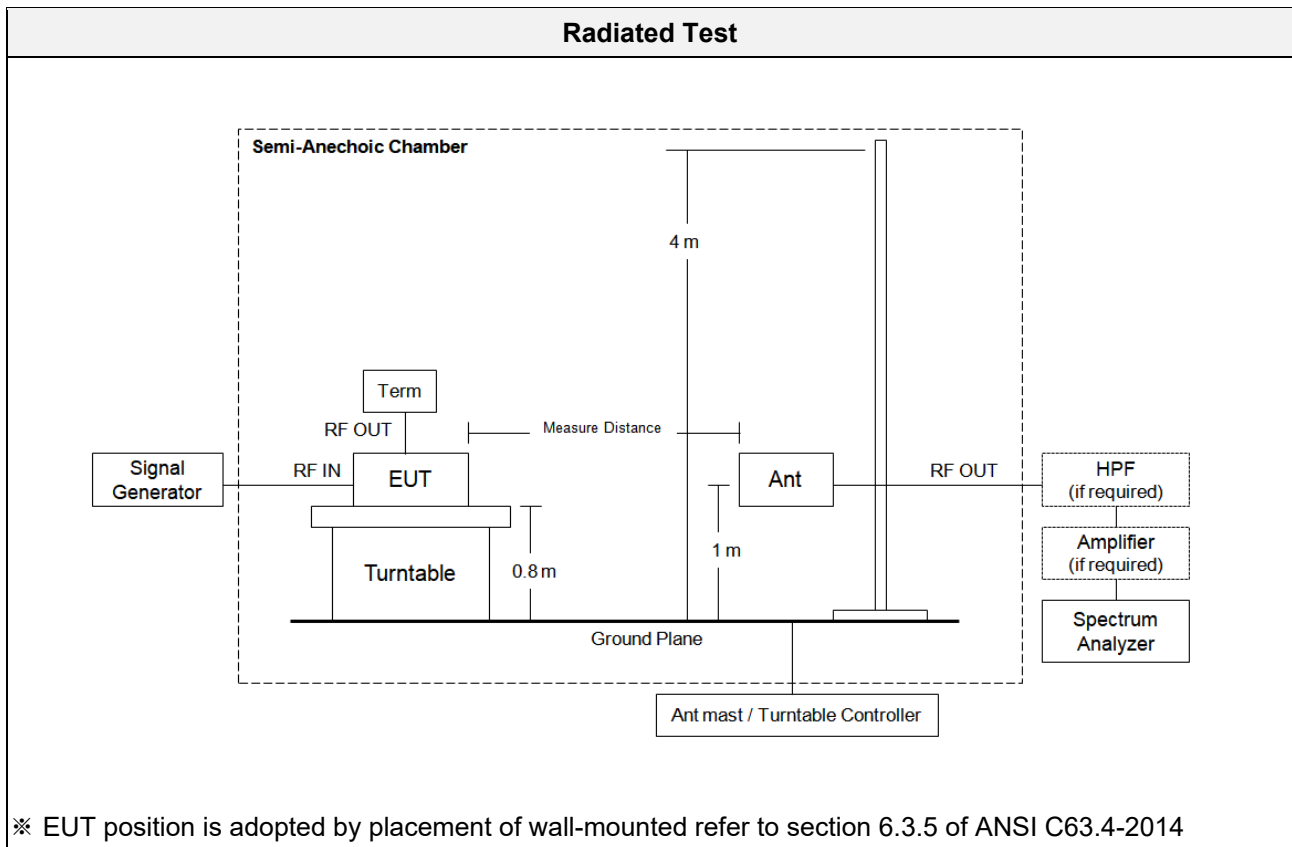 Radiated Test
Semi-Anechoic Chamber
4 m
Term
RF OUT
Measure Distance
Signal
Generator
RF IN
EUT
Ant
RF OUT
HPF
(if required)
Turntable
0.8 m
1 m
Amplifier
(if required)
Ground Plane
Spectrum
Analyzer
Ant mast / Turntable Controller
※ EUT position is adopted by placement of wall-mounted refer to section 6.3.5 of ANSI C63.4-2014